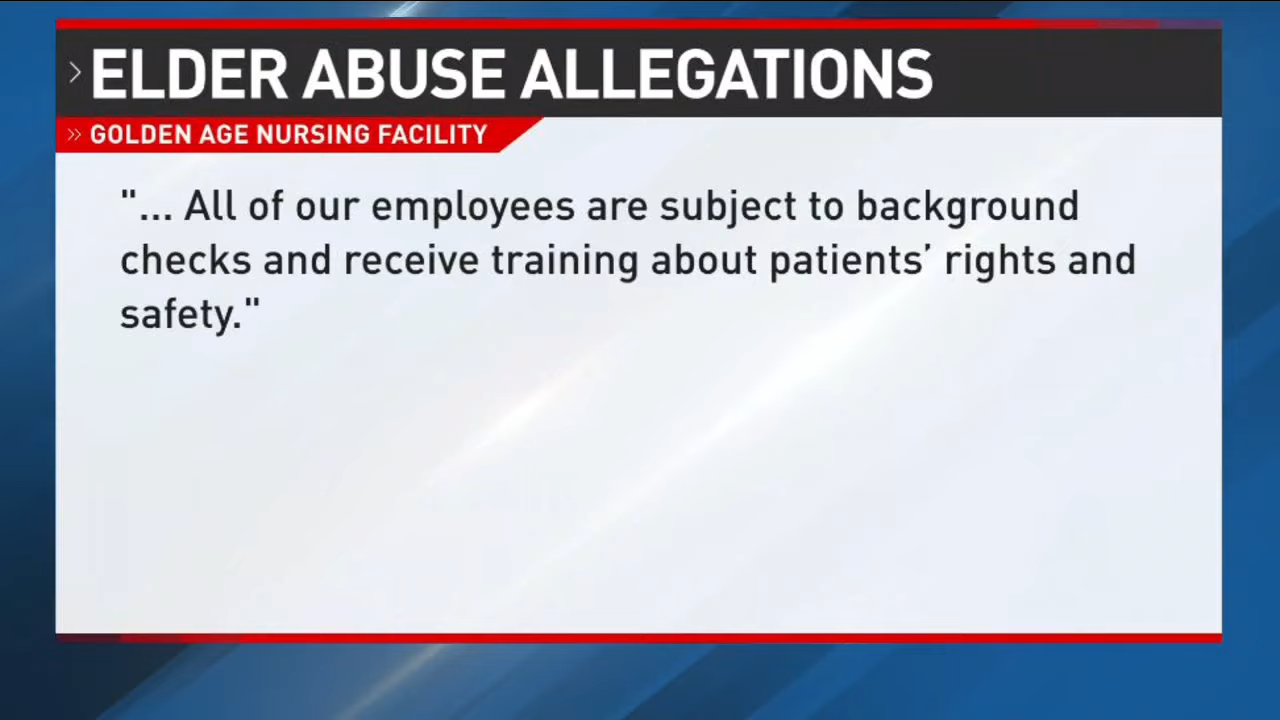 > ELDER ABUSE ALLEGATIONS
>> GOLDEN AGE NURSING FACILITY
"... All of our employees are subject to background
checks and receive training about patients’ rights and
safety."